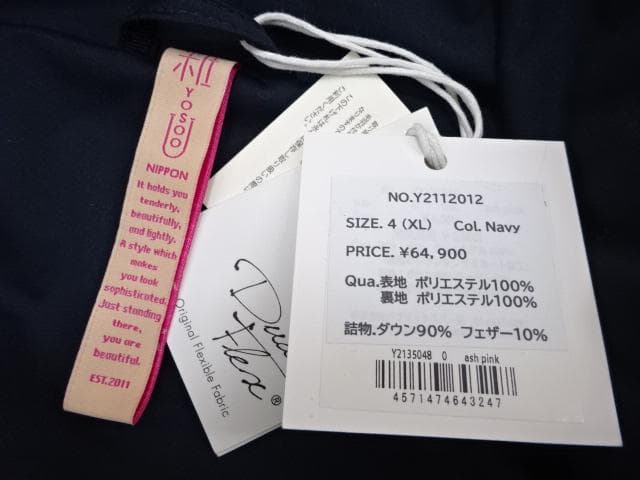 和
YOSOO
NIPPON
It holds you
tenderly,
beautifully,
and lightly.
A style which
makes
you look
sophisticated.
Just standing
there,
you are
beautiful.
EST.2011
Dual
Flex®
Original Flexible Fabric
NO.Y2112012
SIZE. 4 (XL) Col. Navy
PRICE. ¥64,900
Qua.表地 ポリエステル100%
裏地 ポリエステル100%
詰物.ダウン90% フェザー10%
Y2135048 0 ash pink
4571474643247